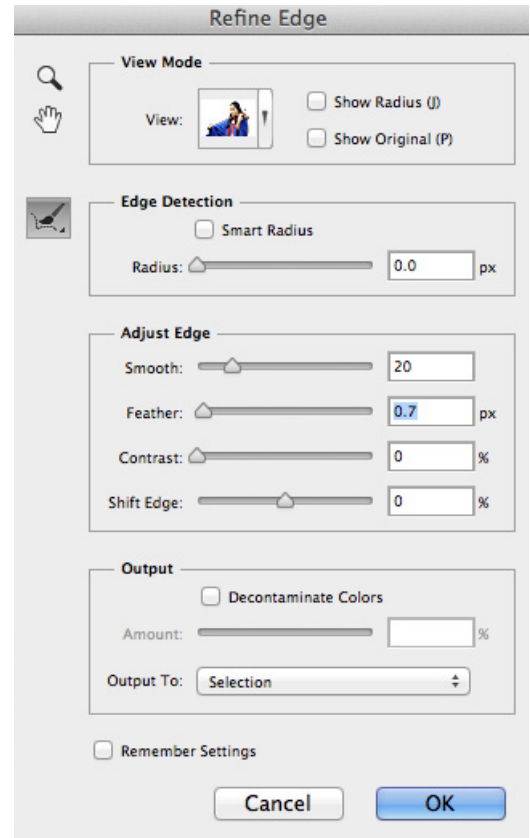 Refine Edge
View Mode
View:
Show Radius (J)
Show Original (P)
Edge Detection
Smart Radius
Radius: 0.0 px
Adjust Edge
Smooth: 20
Feather: 0.7 px
Contrast: 0 %
Shift Edge: 0 %
Output
Decontaminate Colors
Amount: %
Output To: Selection
Remember Settings
Cancel OK